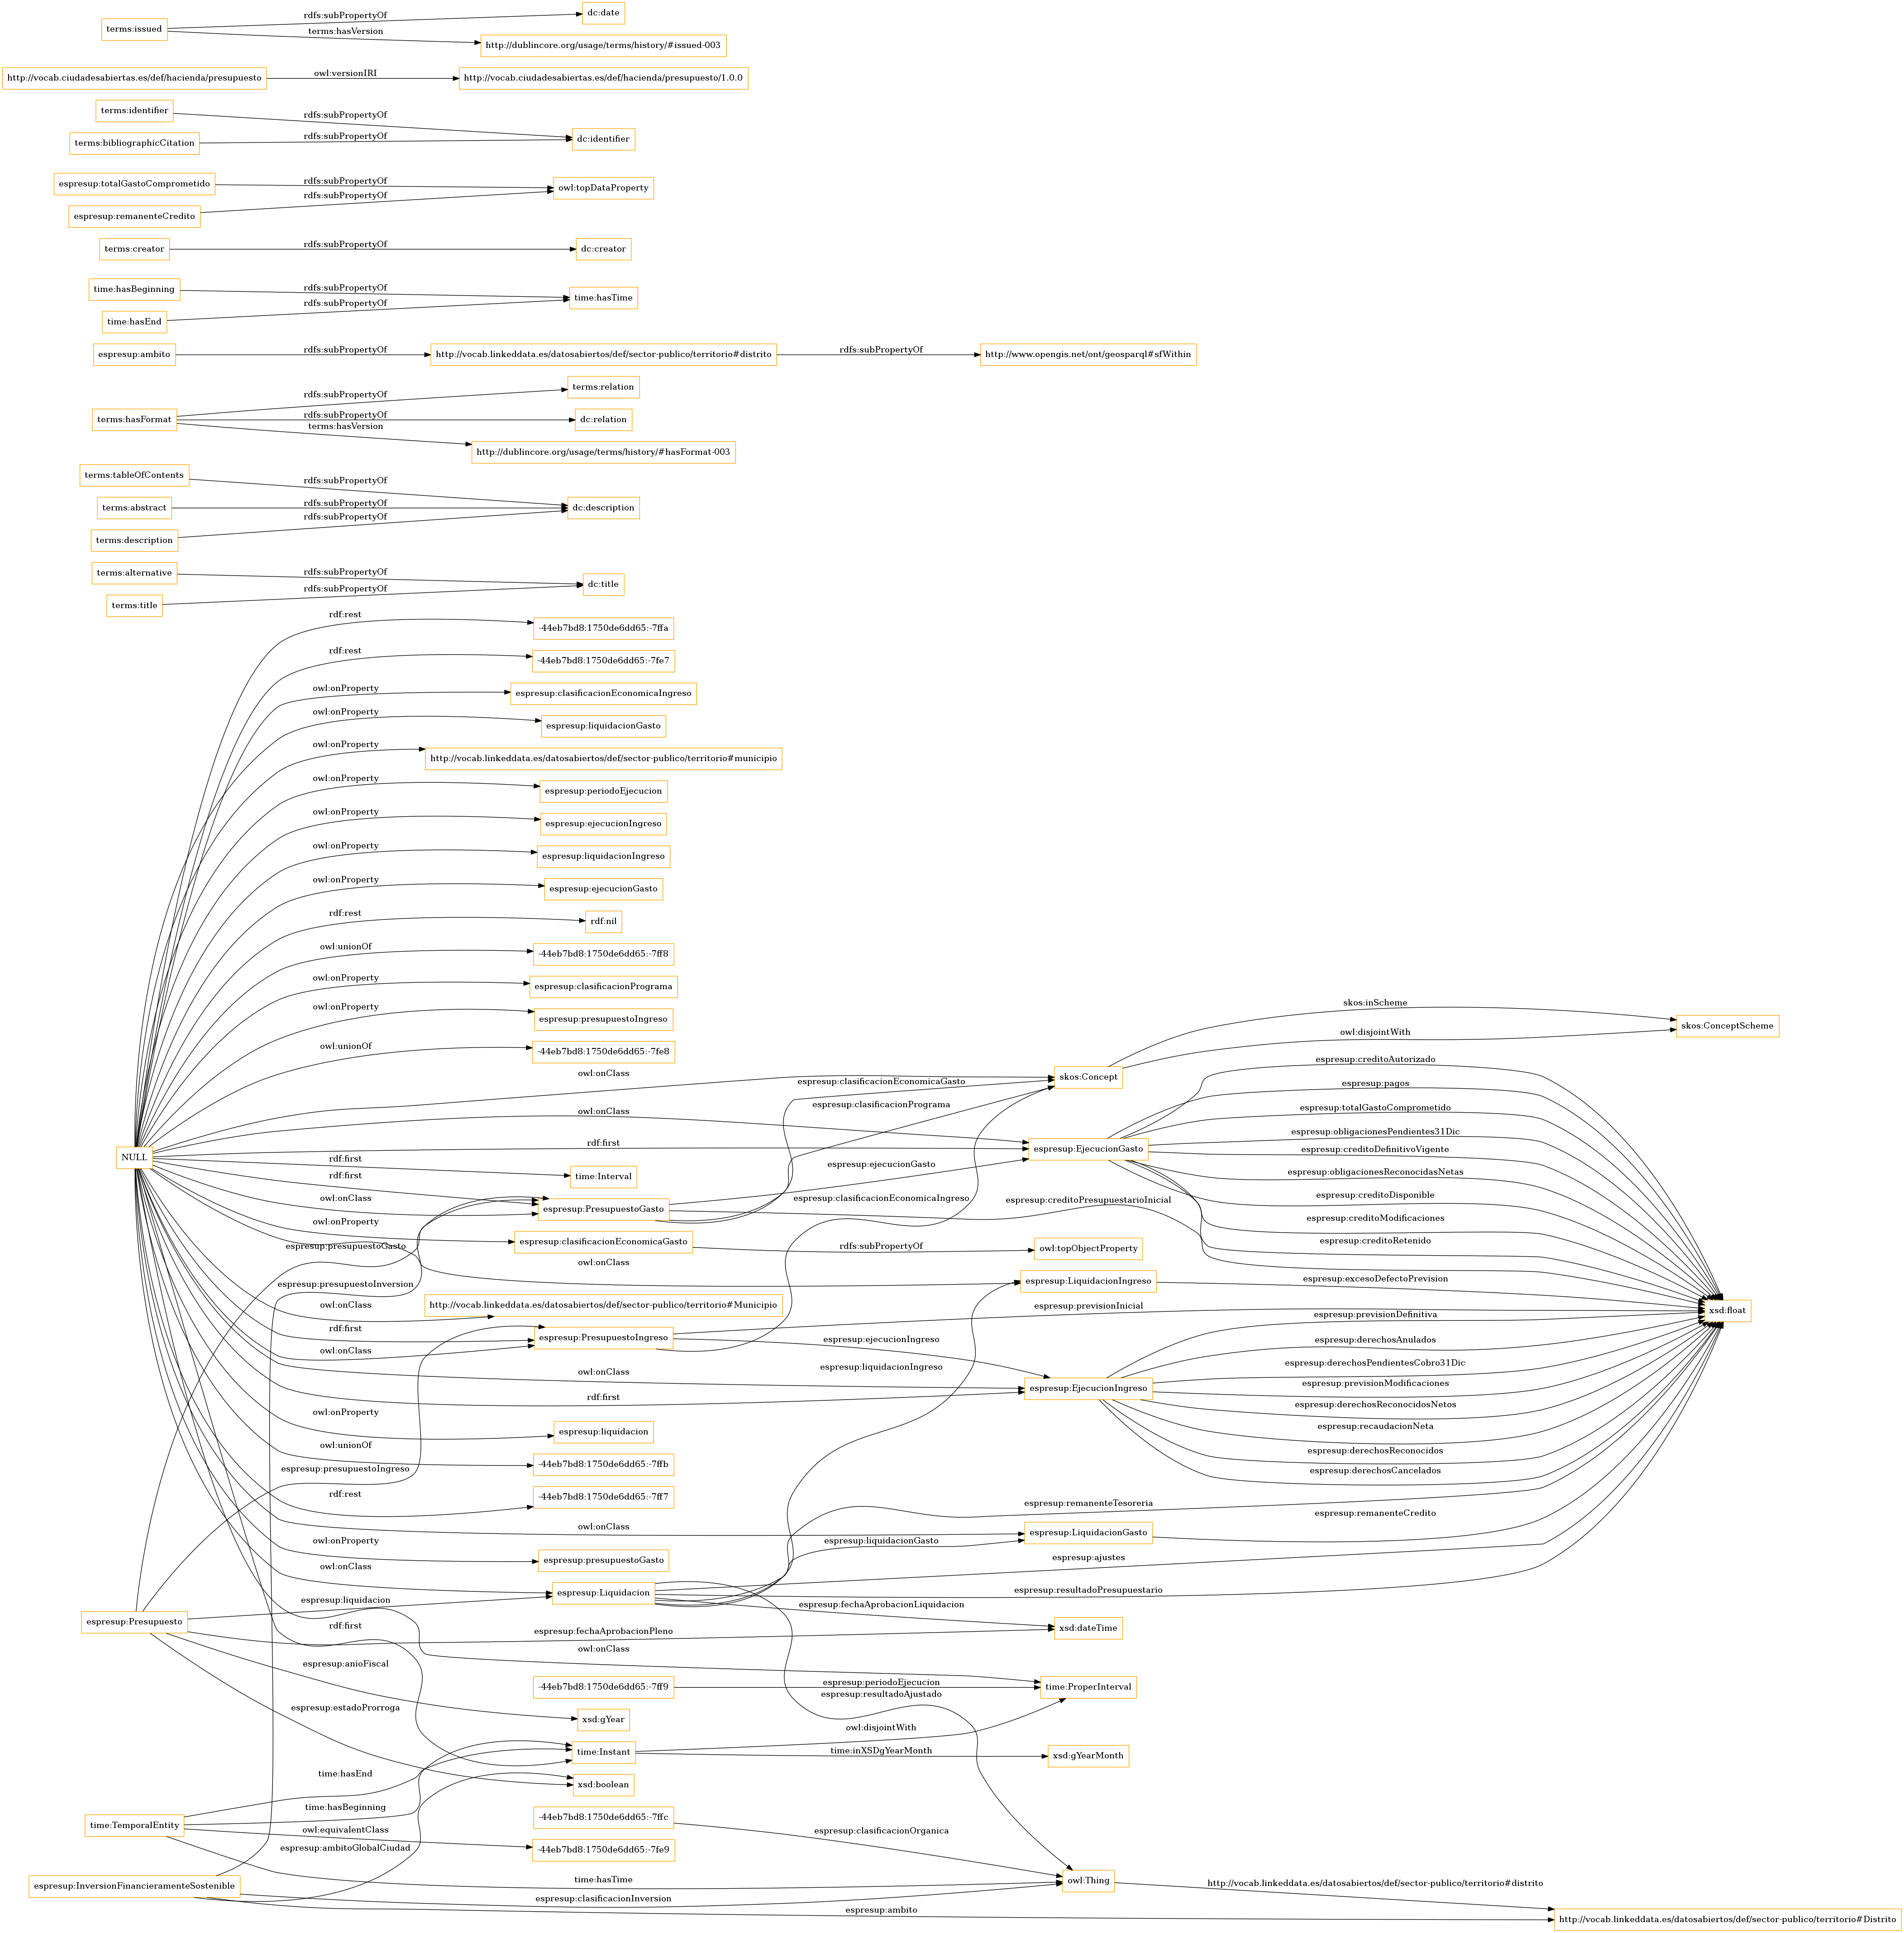 dc:date
rdfs:subPropertyOf
terms:issued
terms:hasVersion
http://dublincore.org/usage/terms/history/#issued-003
http://vocab.ciudadesabiertas.es/def/hacienda/presupuesto
owl:versionIRI
http://vocab.ciudadesabiertas.es/def/hacienda/presupuesto/1.0.0
terms:identifier
rdfs:subPropertyOf
dc:identifier
terms:bibliographicCitation
rdfs:subPropertyOf
espresup:totalGastoComprometido
rdfs:subPropertyOf
owl:topDataProperty
espresup:remanenteCredito
rdfs:subPropertyOf
terms:creator
rdfs:subPropertyOf
dc:creator
time:hasBeginning
rdfs:subPropertyOf
time:hasTime
time:hasEnd
rdfs:subPropertyOf
espresup:ambito
rdfs:subPropertyOf
http://vocab.linkeddata.es/datosabiertos/def/sector-publico/territorio#distrito
rdfs:subPropertyOf
http://www.opengis.net/ont/geosparql#sfWithin
terms:relation
rdfs:subPropertyOf
terms:hasFormat
rdfs:subPropertyOf
dc:relation
terms:hasVersion
http://dublincore.org/usage/terms/history/#hasFormat-003
terms:tableOfContents
rdfs:subPropertyOf
terms:abstract
rdfs:subPropertyOf
dc:description
terms:description
rdfs:subPropertyOf
terms:alternative
rdfs:subPropertyOf
dc:title
terms:title
rdfs:subPropertyOf
rdf:rest
-44eb7bd8:1750de6dd65:-7ffa
rdf:rest
-44eb7bd8:1750de6dd65:-7fe7
owl:onProperty
espresup:clasificacionEconomicaIngreso
owl:onProperty
espresup:liquidacionGasto
owl:onProperty
http://vocab.linkeddata.es/datosabiertos/def/sector-publico/territorio#municipio
owl:onProperty
espresup:periodoEjecucion
owl:onProperty
espresup:ejecucionIngreso
owl:onProperty
espresup:liquidacionIngreso
owl:onProperty
espresup:ejecucionGasto
rdf:rest
rdf:nil
owl:unionOf
-44eb7bd8:1750de6dd65:-7ff8
owl:onProperty
espresup:clasificacionPrograma
owl:onProperty
espresup:presupuestoIngreso
skos:inScheme
skos:ConceptScheme
owl:disjointWith
owl:unionOf
-44eb7bd8:1750de6dd65:-7fe8
owl:onClass
espresup:clasificacionEconomicaGasto
skos:Concept
espresup:clasificacionPrograma
espresup:creditoAutorizado
espresup:pagos
owl:onClass
espresup:totalGastoComprometido
espresup:obligacionesPendientes31Dic
rdf:first
espresup:EjecucionGasto
espresup:creditoDefinitivoVigente
NULL
rdf:first
time:Interval
espresup:ejecucionGasto
espresup:obligacionesReconocidasNetas
rdf:first
owl:onClass
espresup:PresupuestoGasto
espresup:clasificacionEconomicaIngreso
espresup:creditoPresupuestarioInicial
espresup:creditoDisponible
espresup:creditoModificaciones
espresup:creditoRetenido
owl:onProperty
espresup:clasificacionEconomicaGasto
rdfs:subPropertyOf
owl:topObjectProperty
espresup:presupuestoGasto
owl:onClass
espresup:LiquidacionIngreso
espresup:excesoDefectoPrevision
espresup:presupuestoInversion
owl:onClass
http://vocab.linkeddata.es/datosabiertos/def/sector-publico/territorio#Municipio
espresup:previsionInicial
espresup:previsionDefinitiva
xsd:float
rdf:first
espresup:PresupuestoIngreso
espresup:ejecucionIngreso
espresup:derechosAnulados
owl:onClass
espresup:liquidacionIngreso
espresup:derechosPendientesCobro31Dic
owl:onClass
espresup:EjecucionIngreso
espresup:previsionModificaciones
rdf:first
espresup:derechosReconocidosNetos
owl:onProperty
espresup:liquidacion
espresup:recaudacionNeta
owl:unionOf
-44eb7bd8:1750de6dd65:-7ffb
espresup:derechosReconocidos
espresup:presupuestoIngreso
espresup:derechosCancelados
rdf:rest
-44eb7bd8:1750de6dd65:-7ff7
espresup:remanenteTesoreria
espresup:remanenteCredito
owl:onClass
espresup:LiquidacionGasto
owl:onProperty
espresup:liquidacionGasto
espresup:presupuestoGasto
espresup:ajustes
owl:onClass
espresup:Liquidacion
espresup:resultadoPresupuestario
espresup:liquidacion
espresup:fechaAprobacionLiquidacion
espresup:Presupuesto
rdf:first
espresup:fechaAprobacionPleno
xsd:dateTime
owl:onClass
espresup:anioFiscal
-44eb7bd8:1750de6dd65:-7ff9
espresup:periodoEjecucion
time:ProperInterval
espresup:resultadoAjustado
espresup:estadoProrroga
xsd:gYear
owl:disjointWith
time:Instant
time:inXSDgYearMonth
xsd:gYearMonth
time:hasEnd
xsd:boolean
time:hasBeginning
time:TemporalEntity
-44eb7bd8:1750de6dd65:-7ffc
espresup:clasificacionOrganica
owl:equivalentClass
-44eb7bd8:1750de6dd65:-7fe9
espresup:ambitoGlobalCiudad
time:hasTime
owl:Thing
http://vocab.linkeddata.es/datosabiertos/def/sector-publico/territorio#distrito
espresup:InversionFinancieramenteSostenible
espresup:clasificacionInversion
espresup:ambito
http://vocab.linkeddata.es/datosabiertos/def/sector-publico/territorio#Distrito